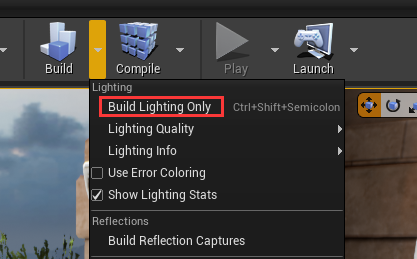 Build
Compile
Play
Launch
Lighting
Build Lighting Only Ctrl+Shift+Semicolon
Lighting Quality
Lighting Info
Use Error Coloring
Show Lighting Stats
Reflections
Build Reflection Captures